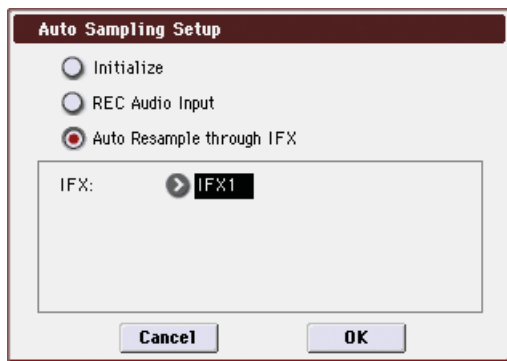 Auto Sampling Setup
Initialize
REC Audio Input
Auto Resample through IFX
IFX: IFX1
Cancel OK